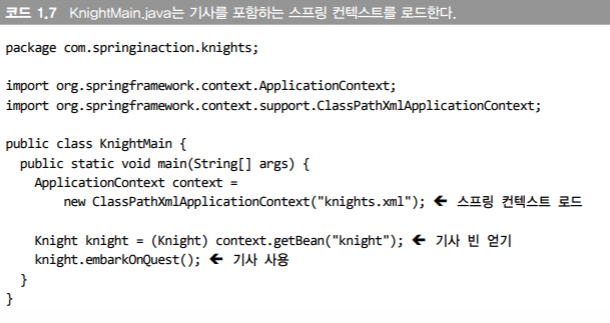 코드 1.7 KnightMain.java는 기사를 포함하는 스프링 컨텍스트를 로드한다.
package com.springinaction.knights;
import org.springframework.context.ApplicationContext;
import org.springframework.context.support.ClassPathXmlApplicationContext;
public class KnightMain {
  public static void main(String[] args) {
    ApplicationContext context =
        new ClassPathXmlApplicationContext("knights.xml"); ← 스프링 컨텍스트 로드
    Knight knight = (Knight) context.getBean("knight"); ← 기사 빈 얻기
    knight.embarkOnQuest(); ← 기사 사용
  }
}